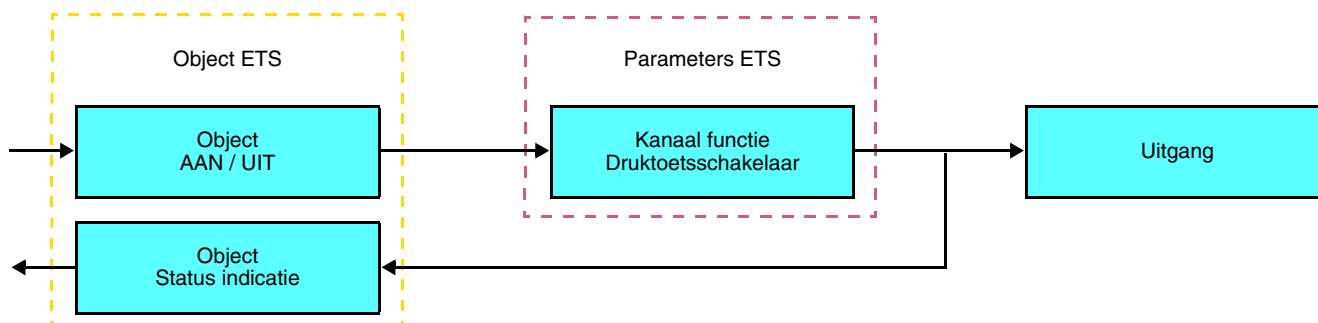 Object ETS
Parameters ETS
Object
AAN / UIT
Kanaal functie
Druktoetsschakelaar
Uitgang
Object
Status indicatie